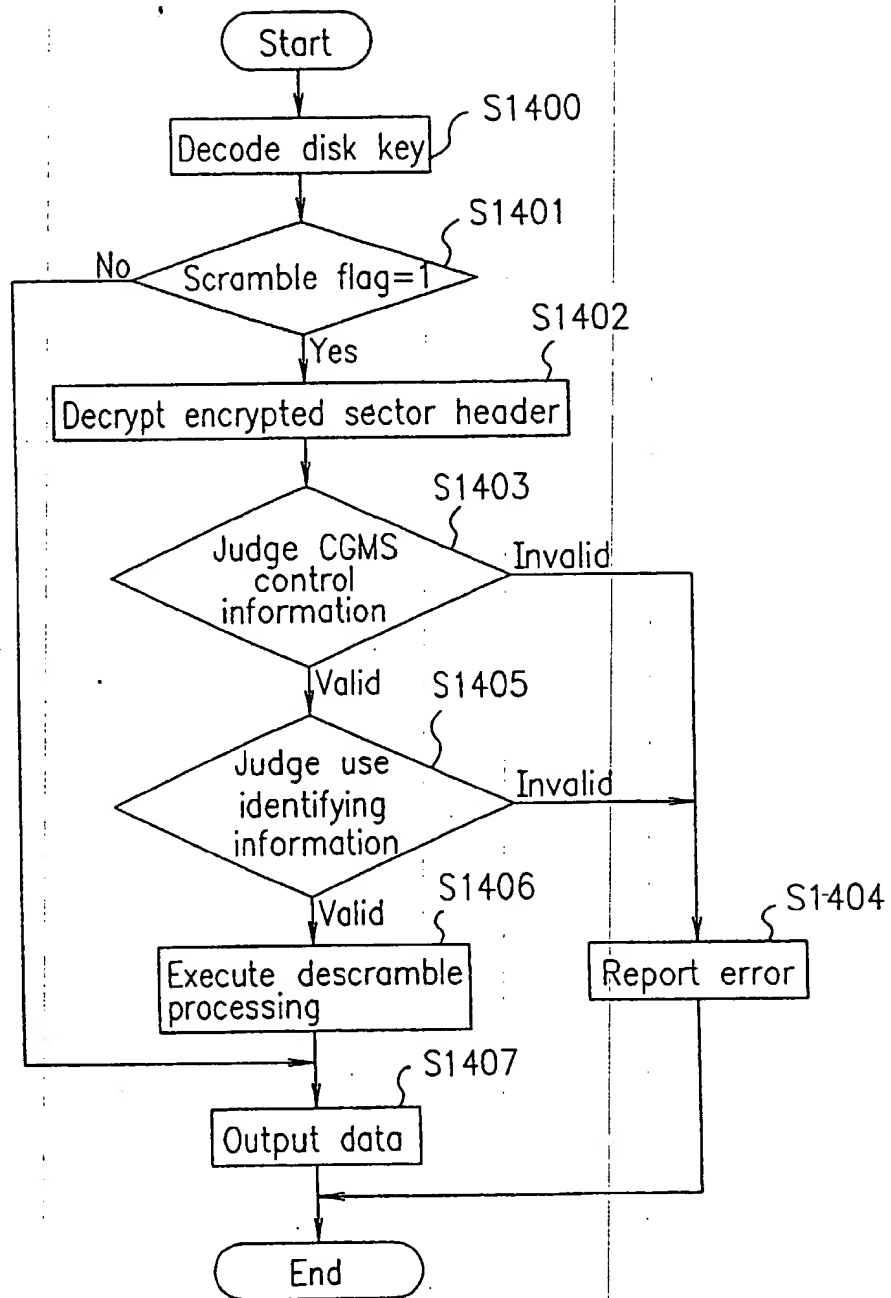 Start
S1400
Decode disk key
S1401
No
Scramble flag=1
S1402
Yes
Decrypt encrypted sector header
S1403
Judge CGMS
control
information
Invalid
Valid
S1405
Judge use
identifying
information
Invalid
Valid
S1406
S1404
Execute descramble
processing
Report error
S1407
Output data
End